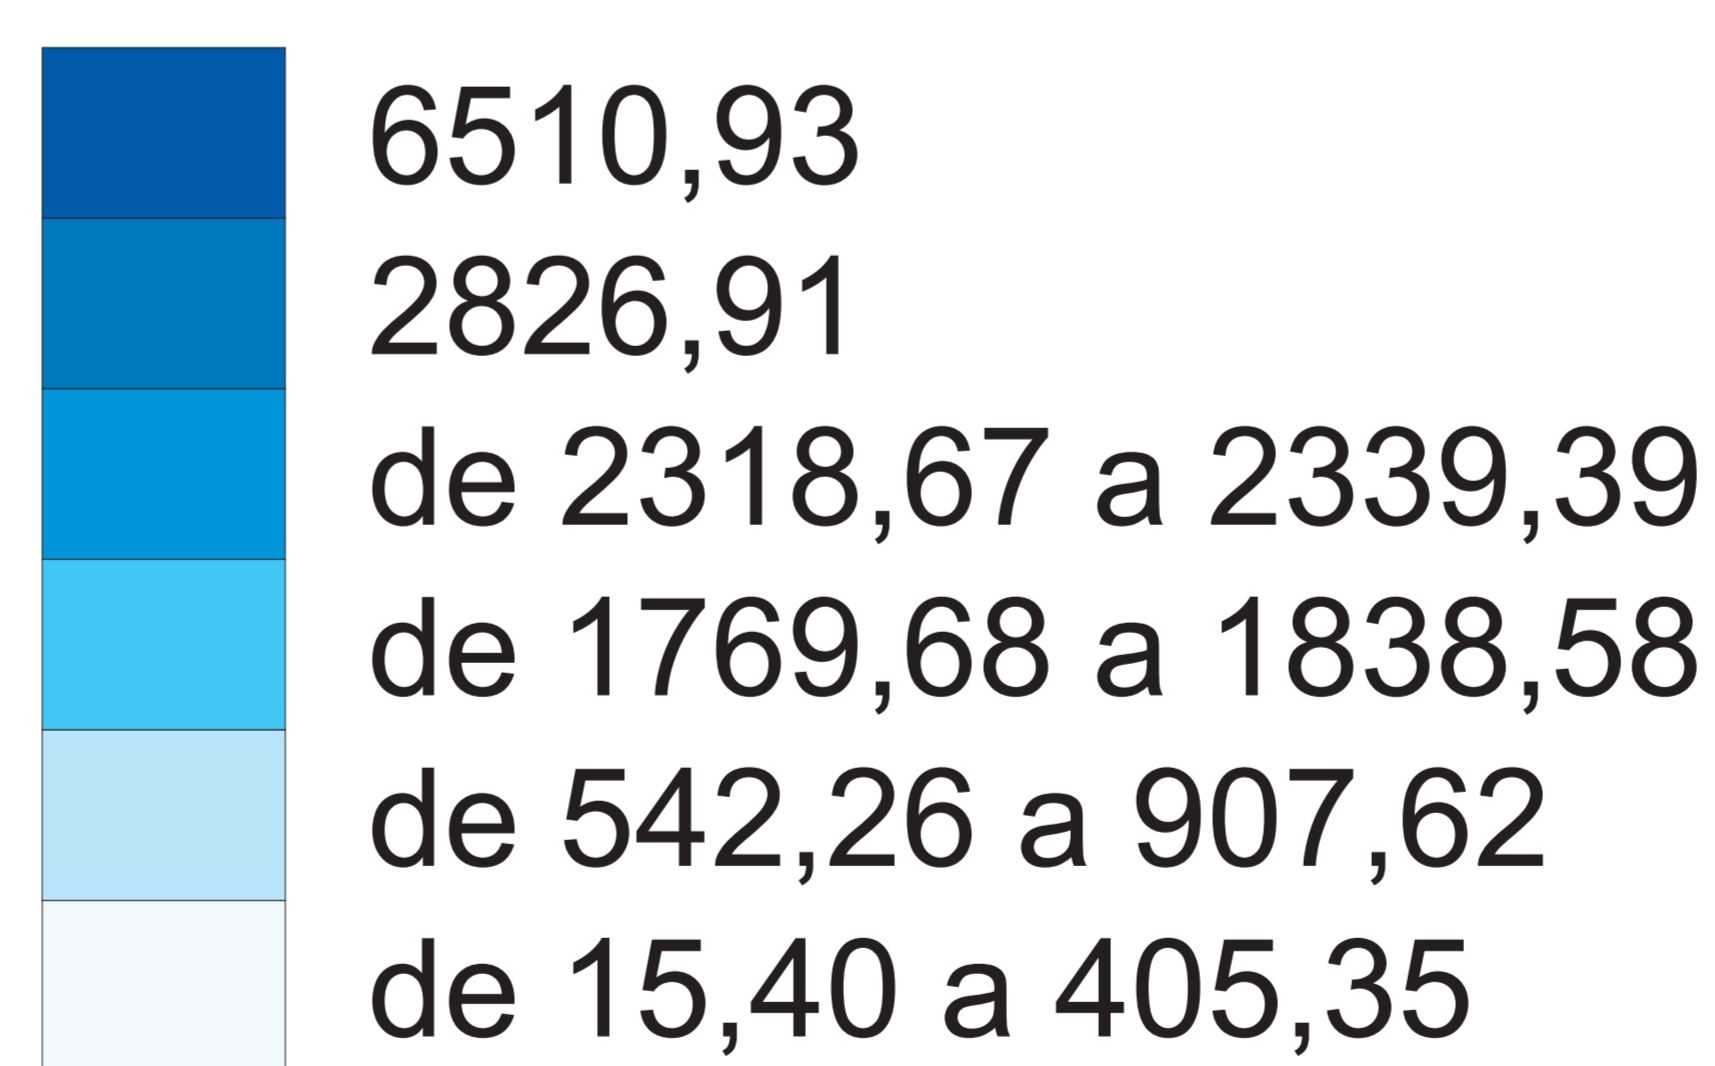 6510,93
2826,91
de 2318,67 a 2339,39
de 1769,68 a 1838,58
de 542,26 a 907,62
de 15,40 a 405,35